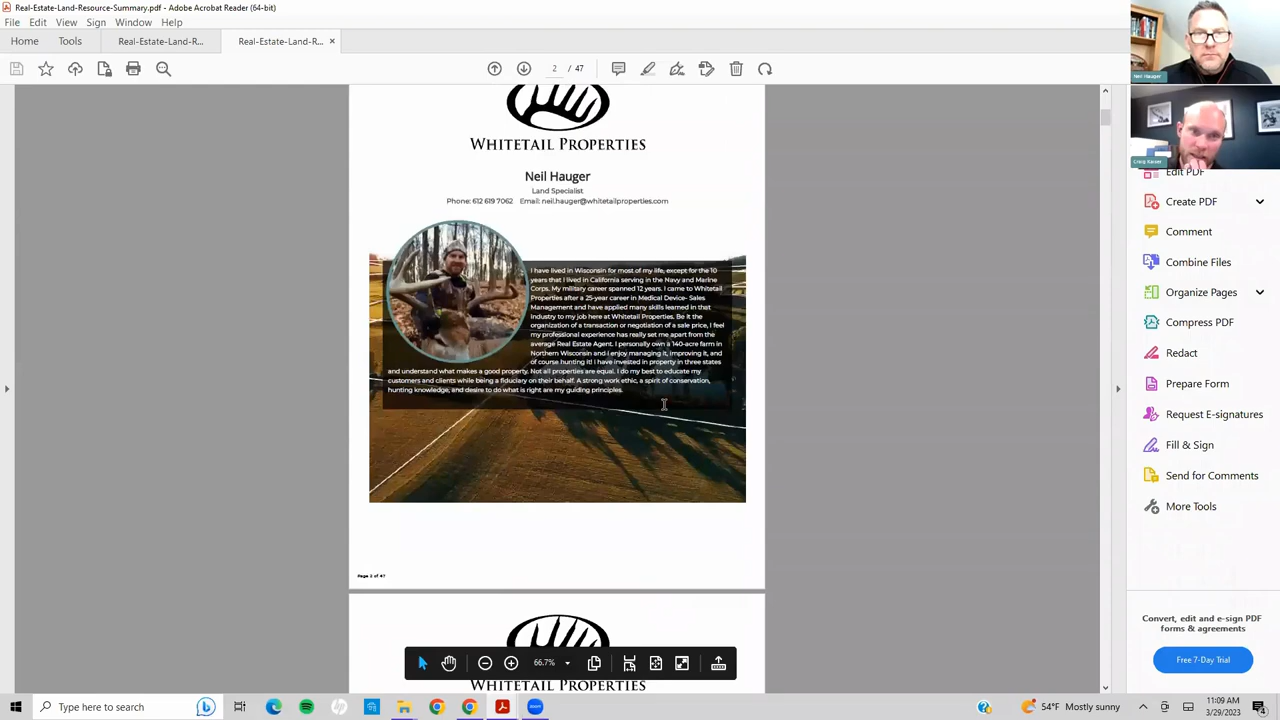 Real-Estate-Land-Resource-Summary.pdf - Adobe Acrobat Reader (64-bit)
File Edit View Sign Window Help
Home Tools Real-Estate-Land-R... Real-Estate-Land-R... ×
2 / 47
WHITETAIL PROPERTIES
Neil Hauger
Land Specialist
Phone: 612 619 7062 Email: neil.hauger@whitetailproperties.com
I have lived in Wisconsin for most of my life, except for the 10
years that I lived in California serving in the Navy and Marine
Corps. My military career spanned 12 years. I came to Whitetail
Properties after a 25-year career in Medical Device- Sales
Management and have applied many skills learned in that
industry to my job here at Whitetail Properties. Be it the
organization of a transaction or negotiation of a sale price, I feel
my professional experience has really set me apart from the
average Real Estate Agent. I personally own a 140-acre farm in
Northern Wisconsin and I enjoy managing it, improving it, and
of course hunting it! I have invested in property in three states
and understand what makes a good property. Not all properties are equal. I do my best to educate my
customers and clients while being a fiduciary on their behalf. A strong work ethic, a spirit of conservation,
hunting knowledge, and desire to do what is right are my guiding principles.
Page 2 of 47
WHITETAIL PROPERTIES
66.7%
Neil Hauger
Craig Kaiser
Edit PDF
Create PDF
Comment
Combine Files
Organize Pages
Compress PDF
Redact
Prepare Form
Request E-signatures
Fill & Sign
Send for Comments
More Tools
Convert, edit and e-sign PDF
forms & agreements
Free 7-Day Trial
Type here to search
hp
zoom
54°F Mostly sunny
11:09 AM
3/29/2023
4